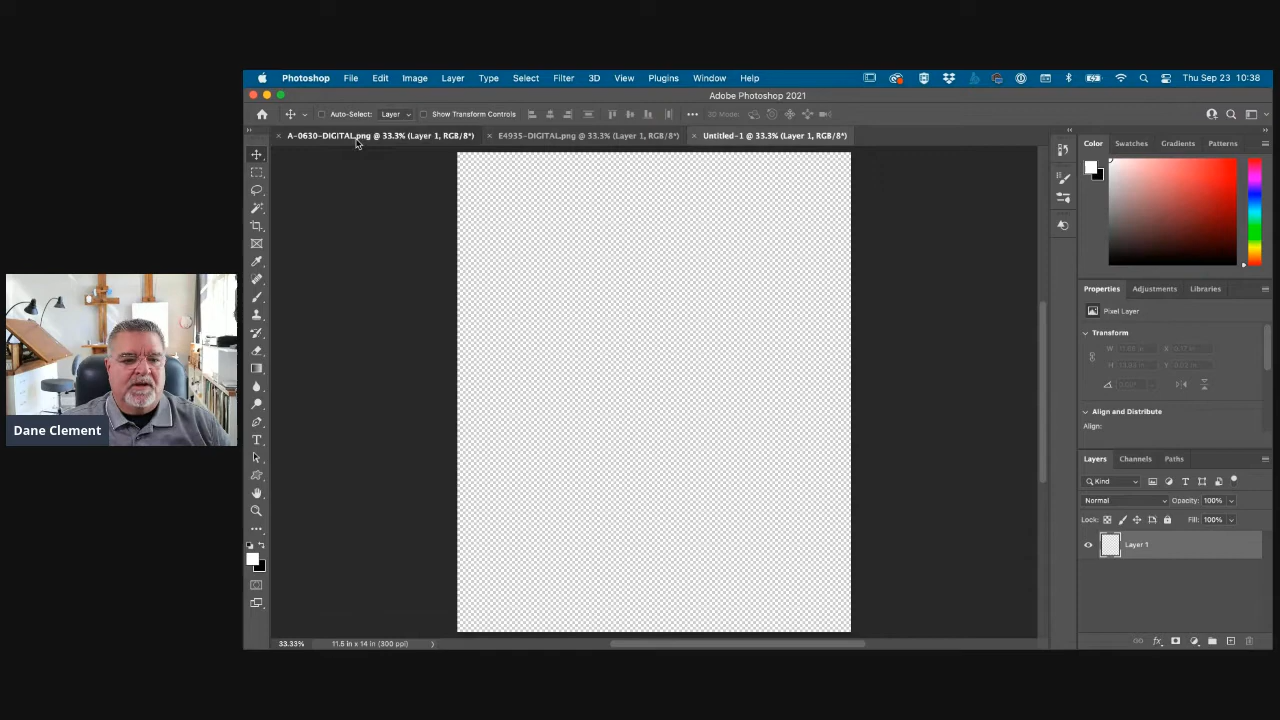 Photoshop File Edit Image Layer Type Select Filter 3D View Plugins Window Help Thu Sep 23 10:38
Adobe Photoshop 2021
Auto-Select: Layer Show Transform Controls 3D Mode:
A-0630-DIGITAL.png @ 33.3% (Layer 1, RGB/8*) E4935-DIGITAL.png @ 33.3% (Layer 1, RGB/8*) Untitled-1 @ 33.3% (Layer 1, RGB/8*)
Color Swatches Gradients Patterns
Properties Adjustments Libraries
Pixel Layer
Transform
W X
H Y
Align and Distribute
Align:
Dane Clement
Layers Channels Paths
Kind
Normal Opacity: 100%
Lock: Fill: 100%
Layer 1
33.33% 11.5 in x 14 in (300 ppi)